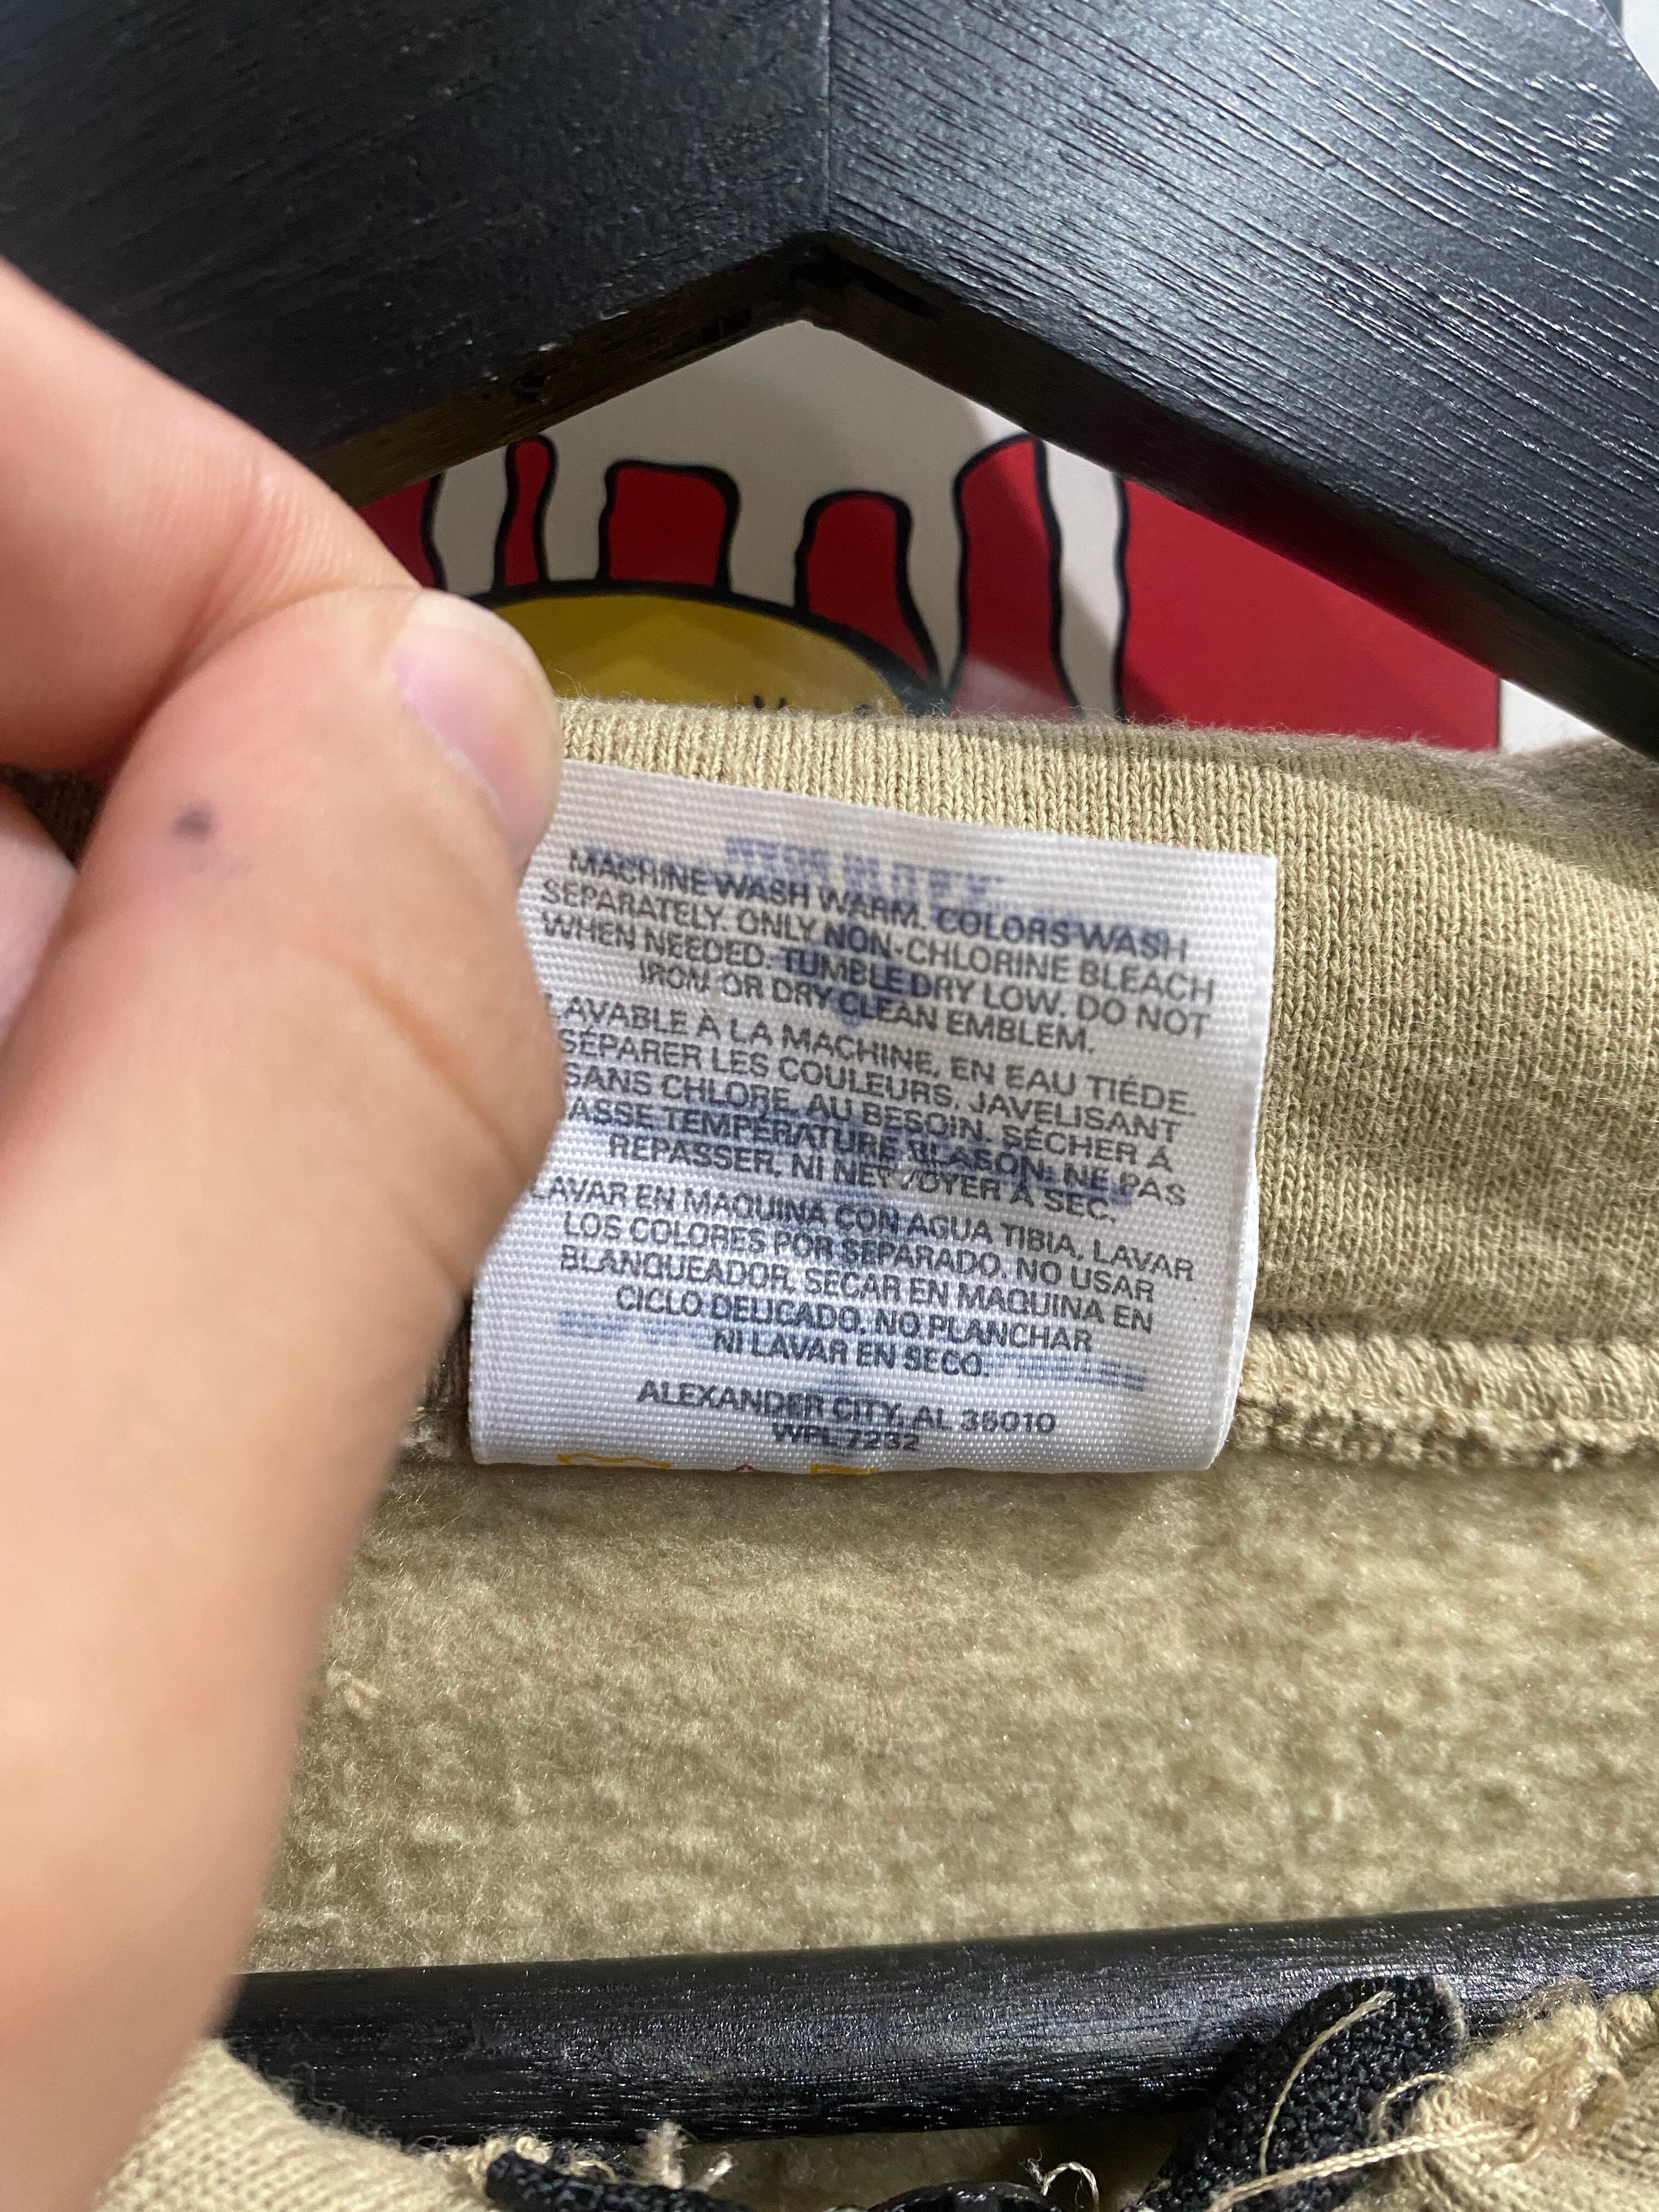 MACHINE WASH WARM. COLORS WASH
SEPARATELY. ONLY NON-CHLORINE BLEACH
WHEN NEEDED. TUMBLE DRY LOW. DO NOT
IRON OR DRY CLEAN EMBLEM.
LAVABLE À LA MACHINE, EN EAU TIÉDE.
SÉPARER LES COULEURS, JAVELISANT
SANS CHLORE, AU BESOIN, SÉCHER À
ASSE TEMPÉRATURE BLASON: NE PAS
REPASSER, NI NETTOYER À SEC.
LAVAR EN MAQUINA CON AGUA TIBIA, LAVAR
LOS COLORES POR SEPARADO. NO USAR
BLANQUEADOR, SECAR EN MAQUINA EN
CICLO DELICADO. NO PLANCHAR
NI LAVAR EN SECO.
ALEXANDER CITY, AL 35010
WPL 7232